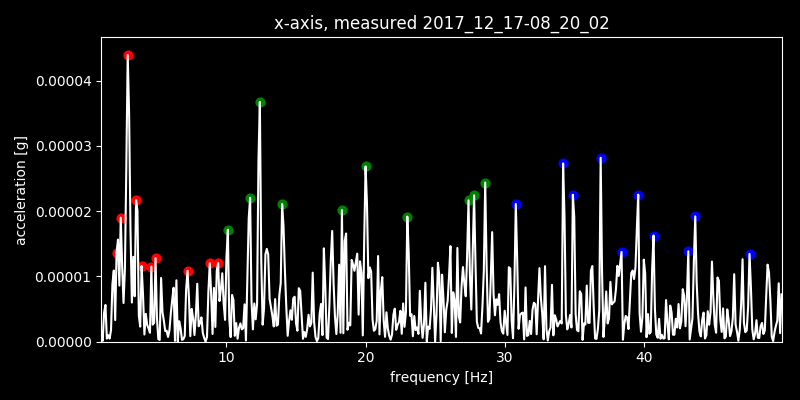 x-axis, measured 2017_12_17-08_20_02
0.00004
0.00003
0.00002
0.00001
0.00000
acceleration [g]
10 20 30 40
frequency [Hz]